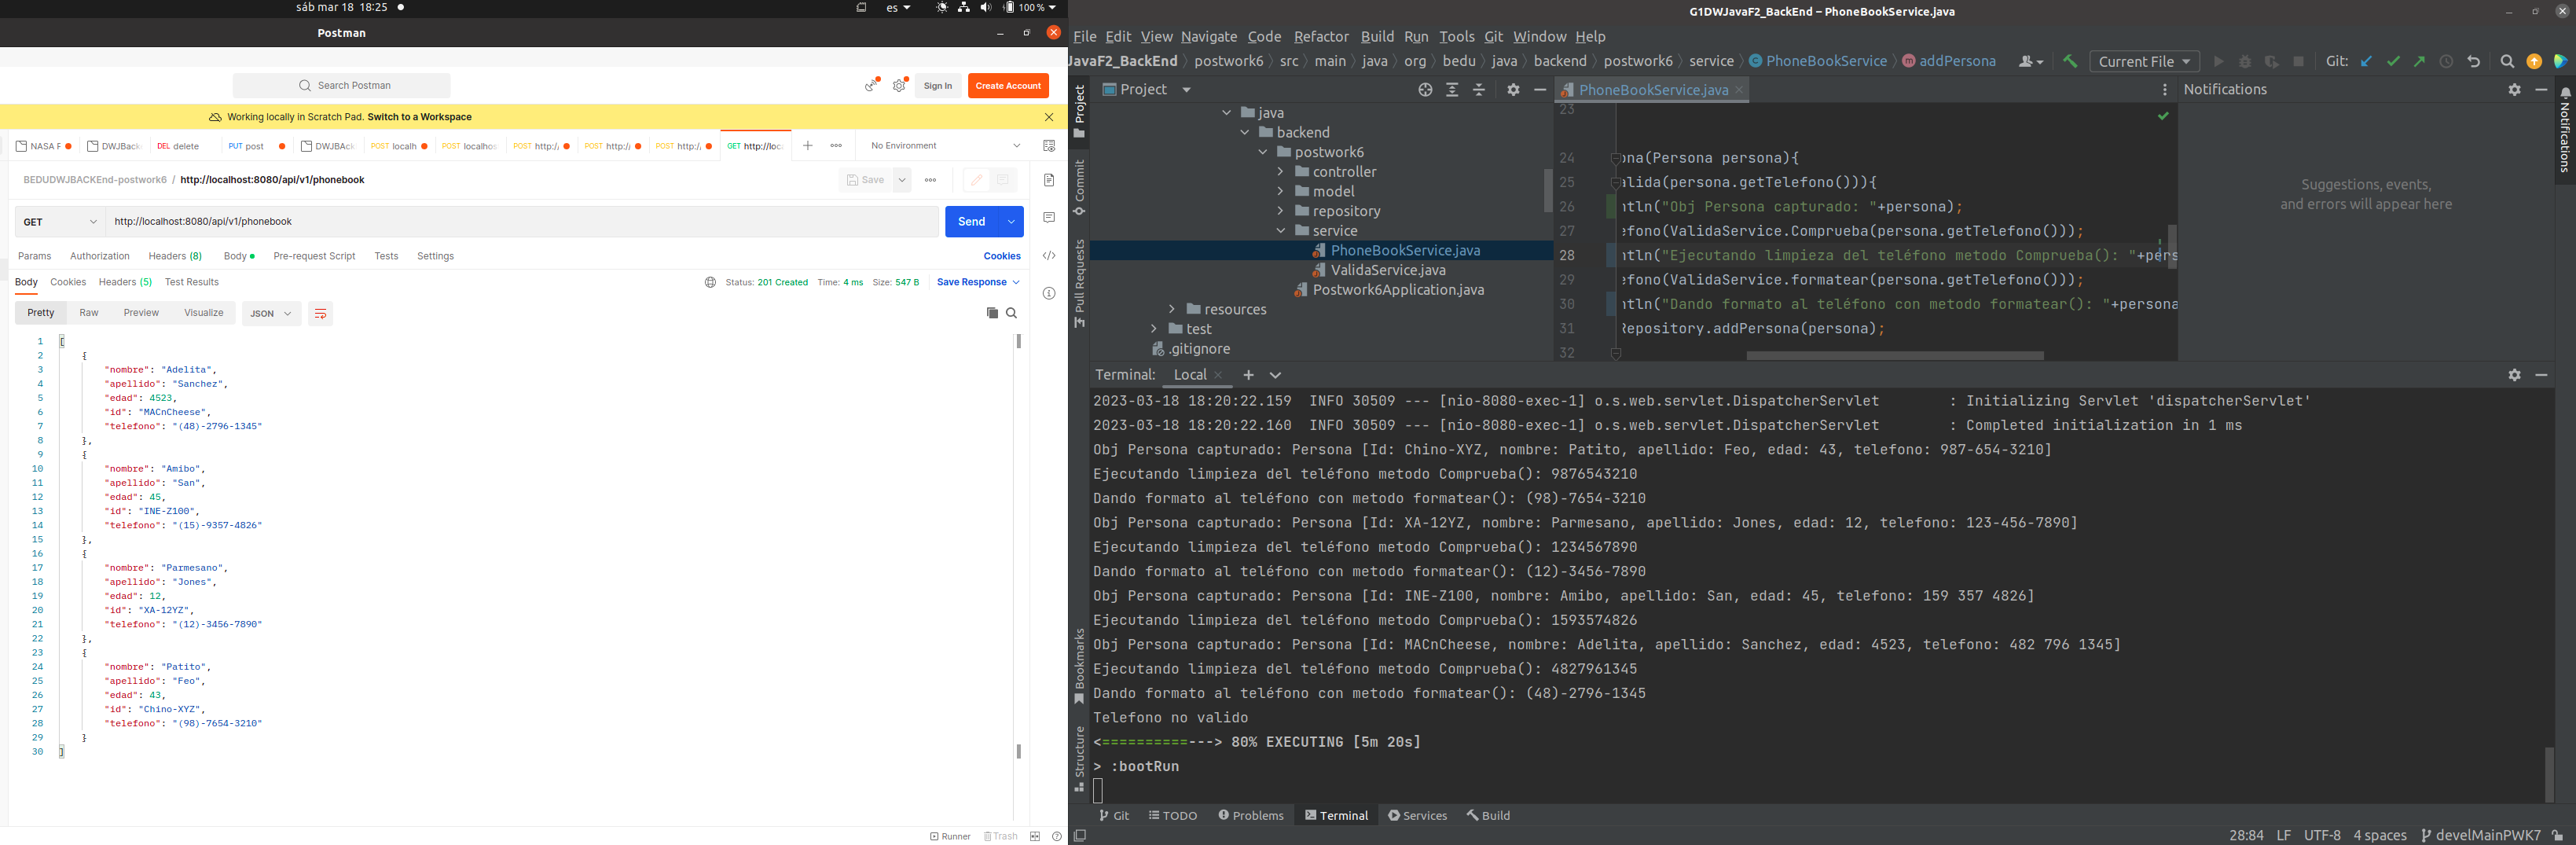 sáb mar 18 18:25
es
100 %
Postman
Search Postman
Sign In
Create Account
Working locally in Scratch Pad. Switch to a Workspace
NASA F
DWJBack
DEL delete
PUT post
DWJBAck
POST localh
POST localhos
POST http:/
POST http:/
POST http:/
GET http://loc
No Environment
BEDUDWJBACKEnd-postwork6 / http://localhost:8080/api/v1/phonebook
Save
GET
http://localhost:8080/api/v1/phonebook
Send
Params Authorization Headers (8) Body Pre-request Script Tests Settings
Cookies
Body Cookies Headers (5) Test Results
Status: 201 Created Time: 4 ms Size: 547 B Save Response
Pretty Raw Preview Visualize JSON
1 [
2 {
3 "nombre": "Adelita",
4 "apellido": "Sanchez",
5 "edad": 4523,
6 "id": "MACnCheese",
7 "telefono": "(48)-2796-1345"
8 },
9 {
10 "nombre": "Amibo",
11 "apellido": "San",
12 "edad": 45,
13 "id": "INE-Z100",
14 "telefono": "(15)-9357-4826"
15 },
16 {
17 "nombre": "Parmesano",
18 "apellido": "Jones",
19 "edad": 12,
20 "id": "XA-12YZ",
21 "telefono": "(12)-3456-7890"
22 },
23 {
24 "nombre": "Patito",
25 "apellido": "Feo",
26 "edad": 43,
27 "id": "Chino-XYZ",
28 "telefono": "(98)-7654-3210"
29 }
30 ]
Runner Trash
G1DWJavaF2_BackEnd – PhoneBookService.java
File Edit View Navigate Code Refactor Build Run Tools Git Window Help
JavaF2_BackEnd postwork6 src main java org bedu java backend postwork6 service PhoneBookService addPersona
Current File
Git:
Project
Commit
Pull Requests
Bookmarks
Structure
Project
java
backend
postwork6
controller
model
repository
service
PhoneBookService.java
ValidaService.java
Postwork6Application.java
resources
test
.gitignore
PhoneBookService.java
23
24 ona(Persona persona){
25 alida(persona.getTelefono())){
26 ntln("Obj Persona capturado: "+persona);
27 efono(ValidaService.Comprueba(persona.getTelefono()));
28 ntln("Ejecutando limpieza del teléfono metodo Comprueba(): "+pers
29 efono(ValidaService.formatear(persona.getTelefono()));
30 ntln("Dando formato al teléfono con metodo formatear(): "+persona
31 Repository.addPersona(persona);
32
Notifications
Suggestions, events,
and errors will appear here
Notifications
Terminal: Local
2023-03-18 18:20:22.159 INFO 30509 --- [nio-8080-exec-1] o.s.web.servlet.DispatcherServlet : Initializing Servlet 'dispatcherServlet'
2023-03-18 18:20:22.160 INFO 30509 --- [nio-8080-exec-1] o.s.web.servlet.DispatcherServlet : Completed initialization in 1 ms
Obj Persona capturado: Persona [Id: Chino-XYZ, nombre: Patito, apellido: Feo, edad: 43, telefono: 987-654-3210]
Ejecutando limpieza del teléfono metodo Comprueba(): 9876543210
Dando formato al teléfono con metodo formatear(): (98)-7654-3210
Obj Persona capturado: Persona [Id: XA-12YZ, nombre: Parmesano, apellido: Jones, edad: 12, telefono: 123-456-7890]
Ejecutando limpieza del teléfono metodo Comprueba(): 1234567890
Dando formato al teléfono con metodo formatear(): (12)-3456-7890
Obj Persona capturado: Persona [Id: INE-Z100, nombre: Amibo, apellido: San, edad: 45, telefono: 159 357 4826]
Ejecutando limpieza del teléfono metodo Comprueba(): 1593574826
Obj Persona capturado: Persona [Id: MACnCheese, nombre: Adelita, apellido: Sanchez, edad: 4523, telefono: 482 796 1345]
Ejecutando limpieza del teléfono metodo Comprueba(): 4827961345
Dando formato al teléfono con metodo formatear(): (48)-2796-1345
Telefono no valido
<==========---> 80% EXECUTING [5m 20s]
> :bootRun
Git TODO Problems Terminal Services Build
28:84 LF UTF-8 4 spaces develMainPWK7